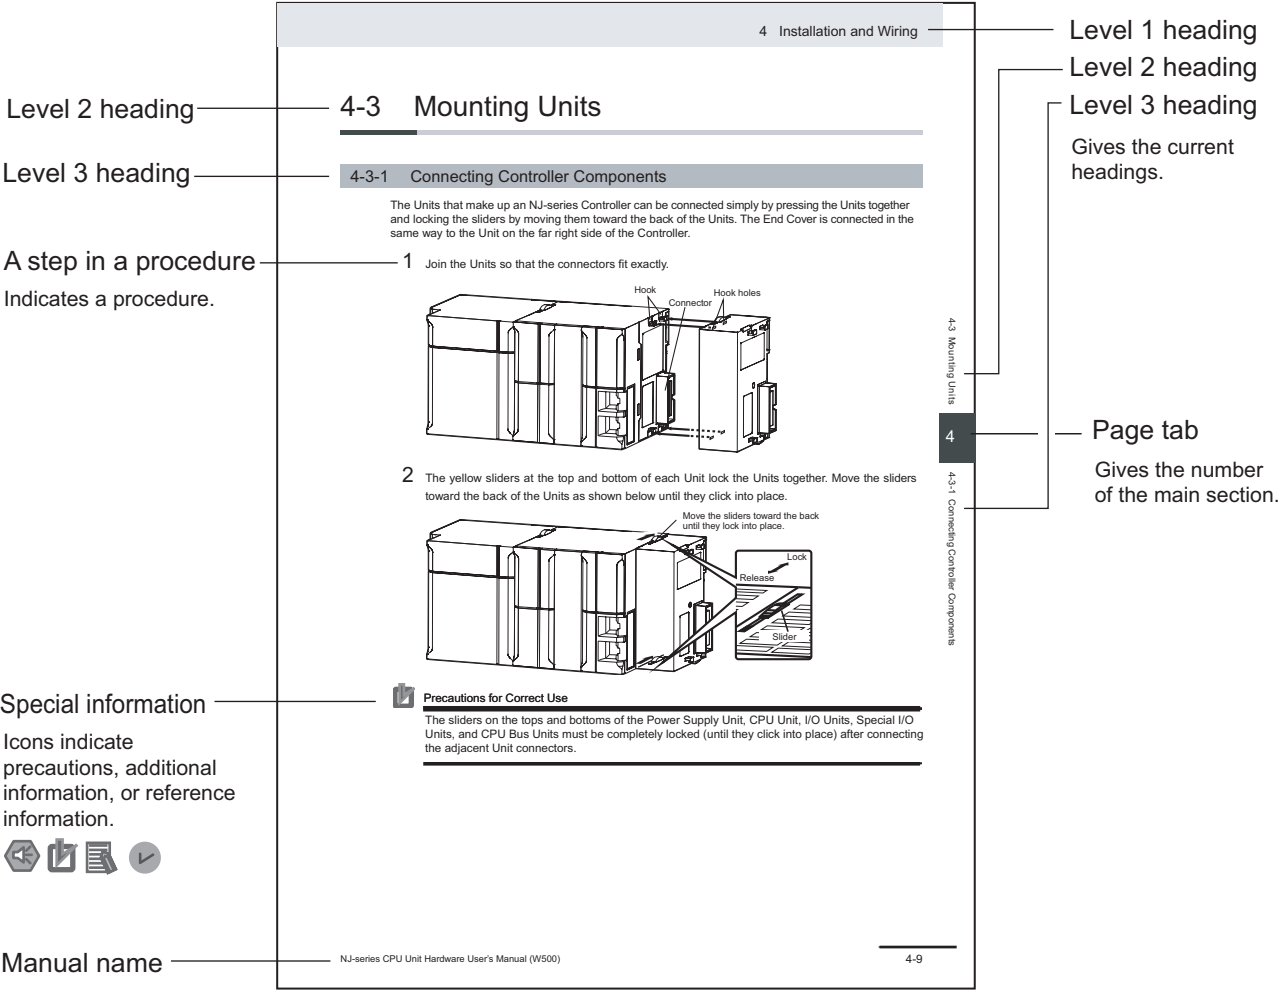 4 Installation and Wiring
Level 1 heading
Level 2 heading
Level 3 heading
Gives the current
headings.
Level 2 heading
4-3 Mounting Units
Level 3 heading
4-3-1 Connecting Controller Components
The Units that make up an NJ-series Controller can be connected simply by pressing the Units together
and locking the sliders by moving them toward the back of the Units. The End Cover is connected in the
same way to the Unit on the far right side of the Controller.
A step in a procedure
Indicates a procedure.
1 Join the Units so that the connectors fit exactly.
Hook
Connector
Hook holes
4-3 Mounting Units
4
4-3-1 Connecting Controller Components
Page tab
Gives the number
of the main section.
2 The yellow sliders at the top and bottom of each Unit lock the Units together. Move the sliders
toward the back of the Units as shown below until they click into place.
Move the sliders toward the back
until they lock into place.
Lock
Release
Slider
Special information
Icons indicate
precautions, additional
information, or reference
information.
Precautions for Correct Use
The sliders on the tops and bottoms of the Power Supply Unit, CPU Unit, I/O Units, Special I/O
Units, and CPU Bus Units must be completely locked (until they click into place) after connecting
the adjacent Unit connectors.
Manual name
NJ-series CPU Unit Hardware User's Manual (W500)
4-9